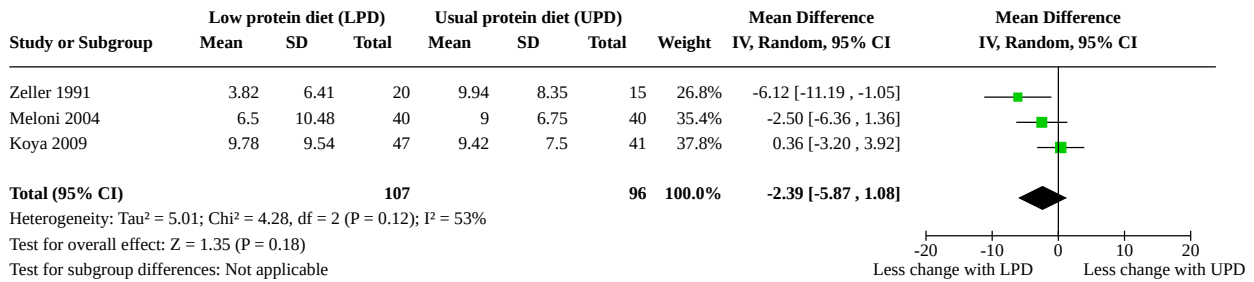 Low protein diet (LPD) Usual protein diet (UPD) Mean Difference Mean Difference
Study or Subgroup Mean SD Total Mean SD Total Weight IV, Random, 95% CI IV, Random, 95% CI
Zeller 1991 3.82 6.41 20 9.94 8.35 15 26.8% -6.12 [-11.19 , -1.05]
Meloni 2004 6.5 10.48 40 9 6.75 40 35.4% -2.50 [-6.36 , 1.36]
Koya 2009 9.78 9.54 47 9.42 7.5 41 37.8% 0.36 [-3.20 , 3.92]
Total (95% CI) 107 96 100.0% -2.39 [-5.87 , 1.08]
Heterogeneity: Tau² = 5.01; Chi² = 4.28, df = 2 (P = 0.12); I² = 53%
Test for overall effect: Z = 1.35 (P = 0.18)
-20 -10 0 10 20
Test for subgroup differences: Not applicable Less change with LPD Less change with UPD